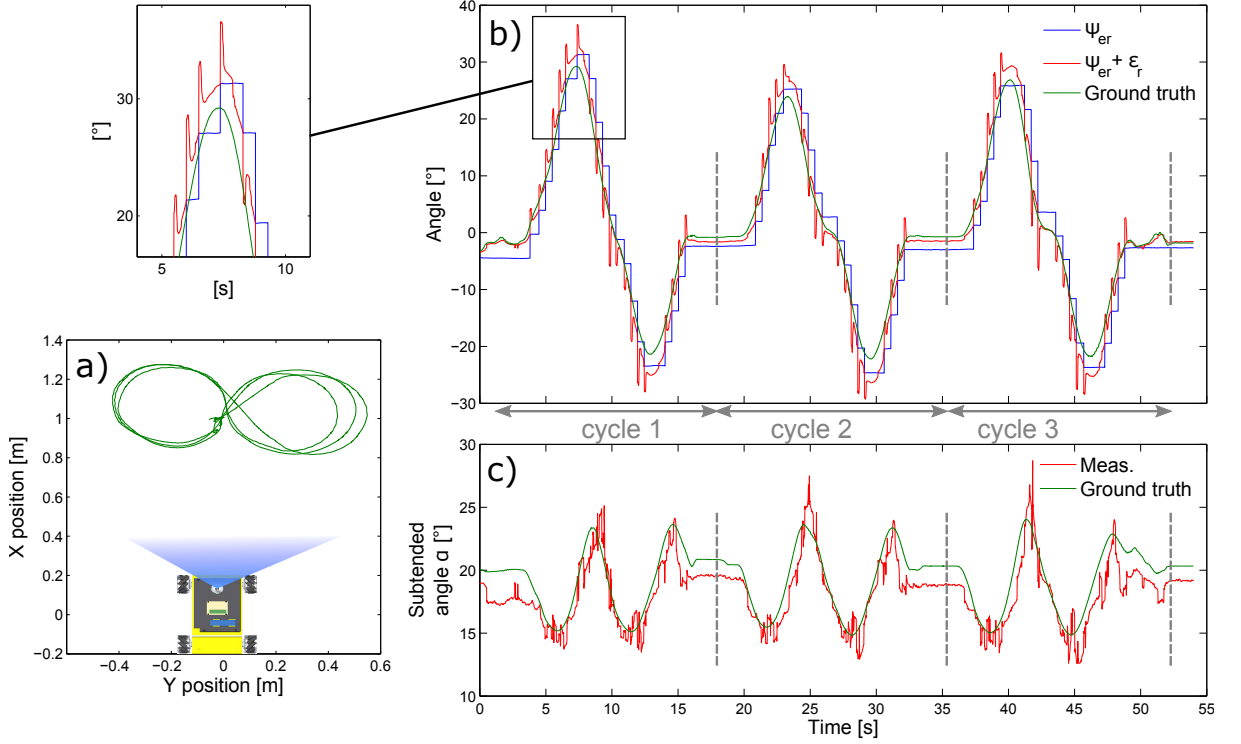 30
20
[°]
5
10
[s]
b)
40
30
20
10
0
−10
−20
−30
Angle [°]
Ψer
Ψer + εr
Ground truth
cycle 1
cycle 2
cycle 3
a)
1.4
1.2
1
0.8
0.6
0.4
0.2
0
−0.2
X position [m]
−0.4
−0.2
0
0.2
0.4
0.6
Y position [m]
c)
30
25
20
15
10
Subtended
angle α [°]
Meas.
Ground truth
0
5
10
15
20
25
30
35
40
45
50
55
Time [s]